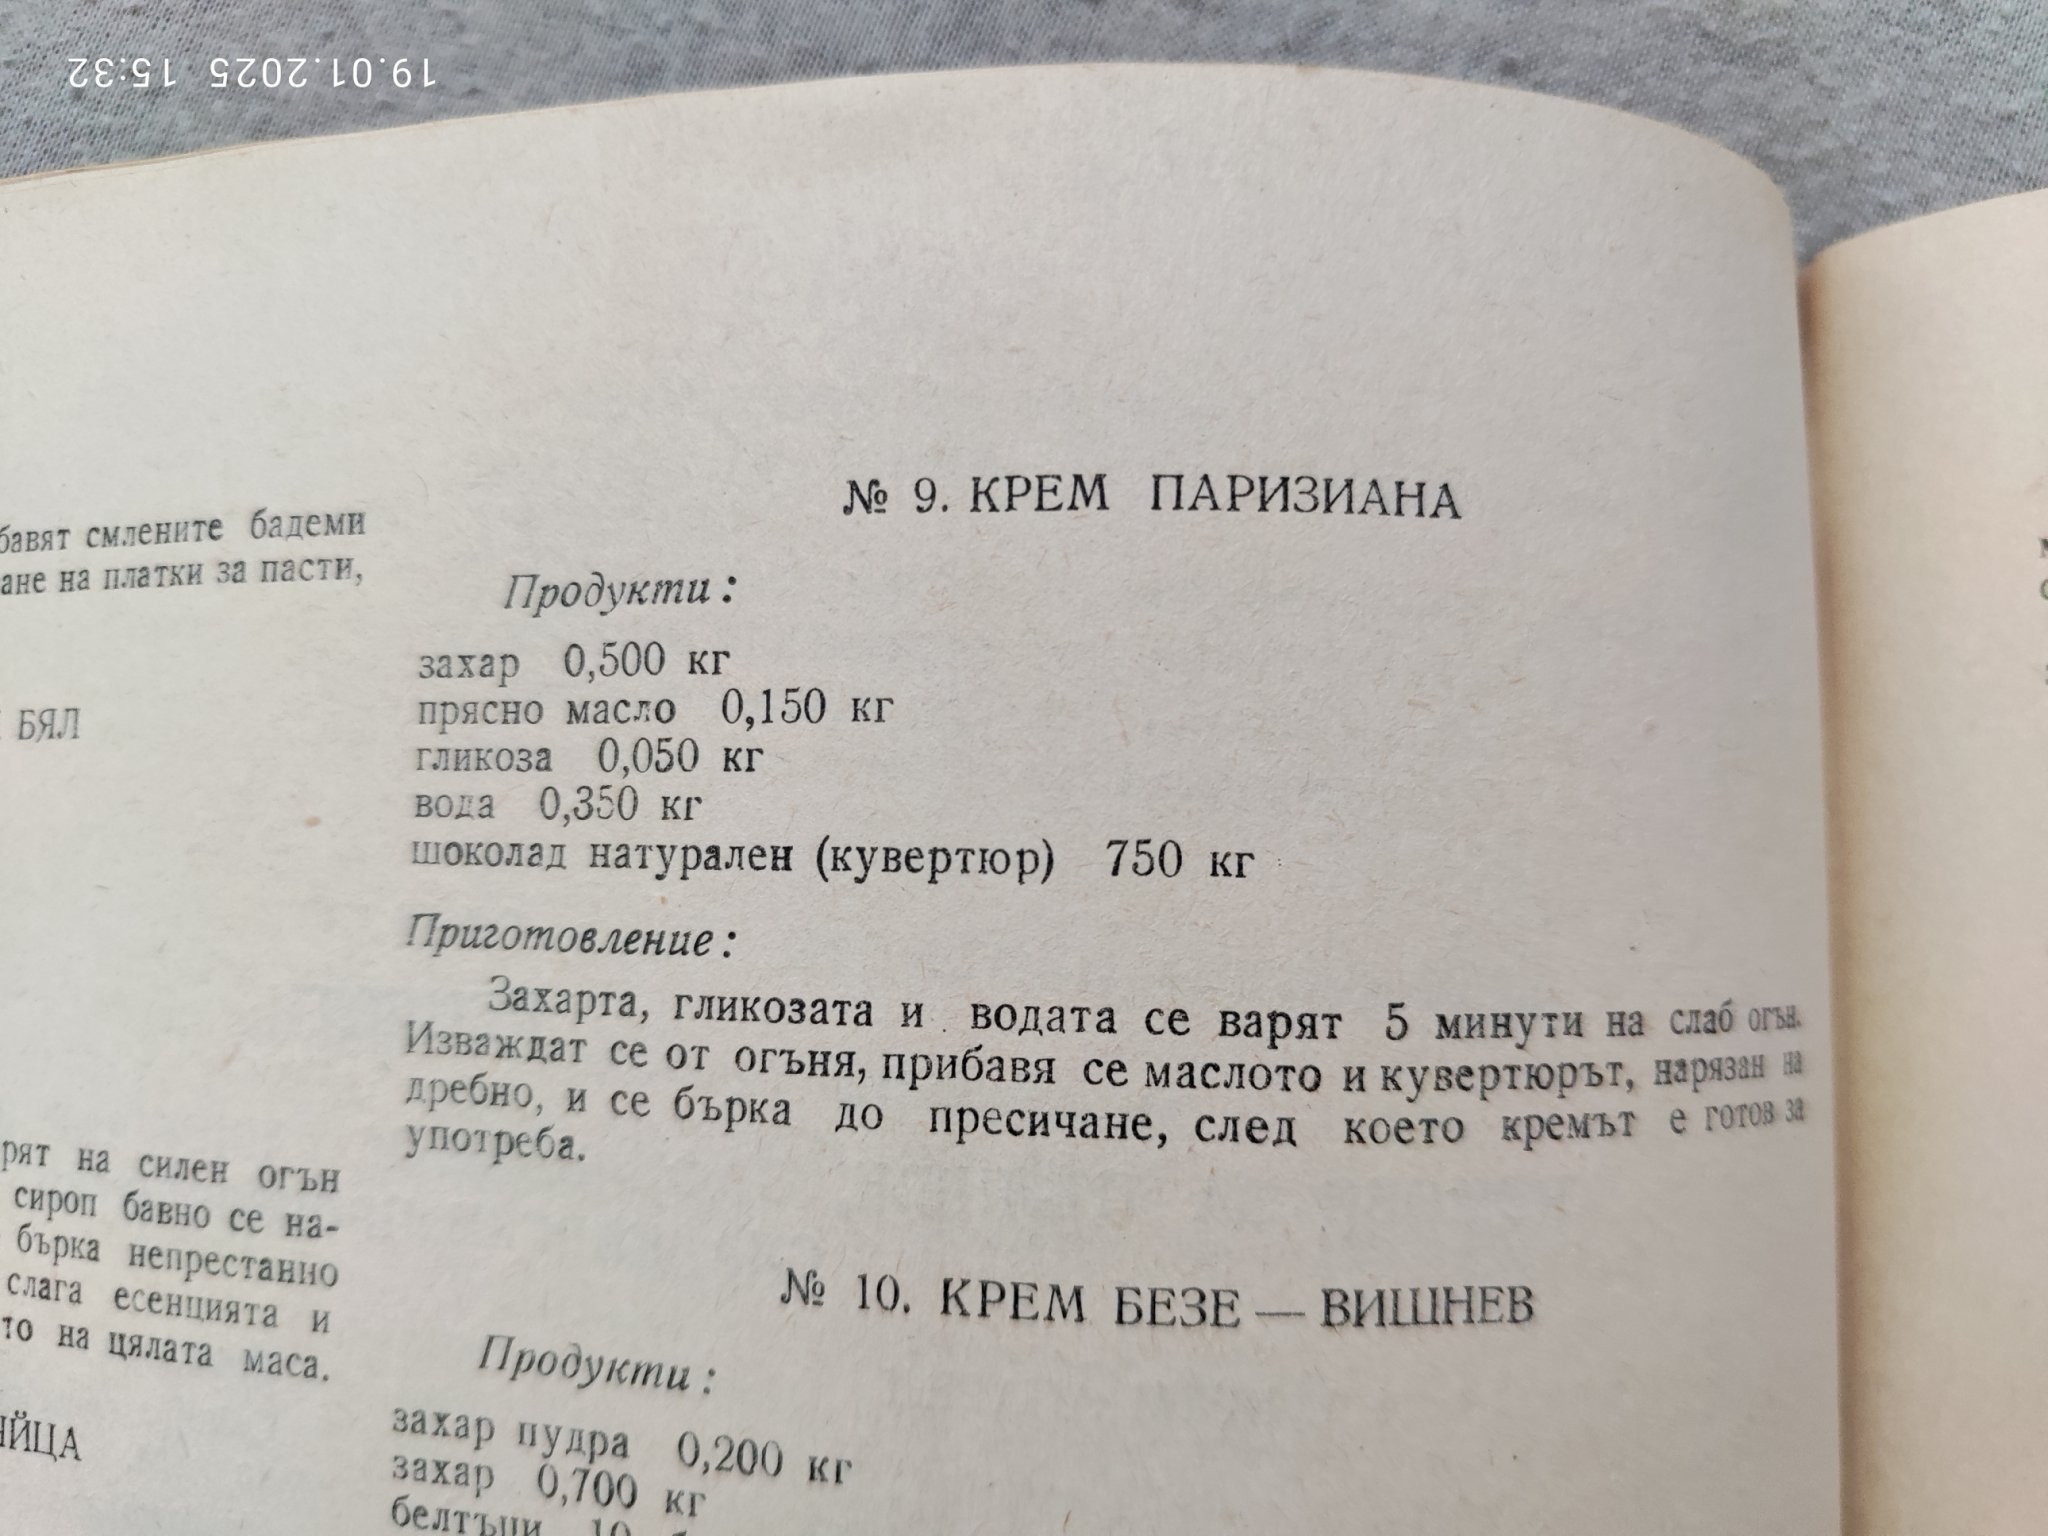 19.01.2025 15:32
бавят смлените бадеми
ане на платки за пасти,
БЯЛ
рят на силен огън
сироп бавно се на-
бърка непрестанно
слага есенцията и
то на цялата маса.
ЙЦА
№ 9. КРЕМ ПАРИЗИАНА
Продукти:
захар 0,500 кг
прясно масло 0,150 кг
гликоза 0,050 кг
вода 0,350 кг
шоколад натурален (кувертюр) 750 кг
Приготовление:
Захарта, гликозата и водата се варят 5 минути на слаб огън.
Изваждат се от огъня, прибавя се маслото и кувертюрът, нарязан на
дребно, и се бърка до пресичане, след което кремът е готов за
употреба.
№ 10. КРЕМ БЕЗЕ — ВИШНЕВ
Продукти:
захар пудра 0,200 кг
захар 0,700 кг
белтъци 10